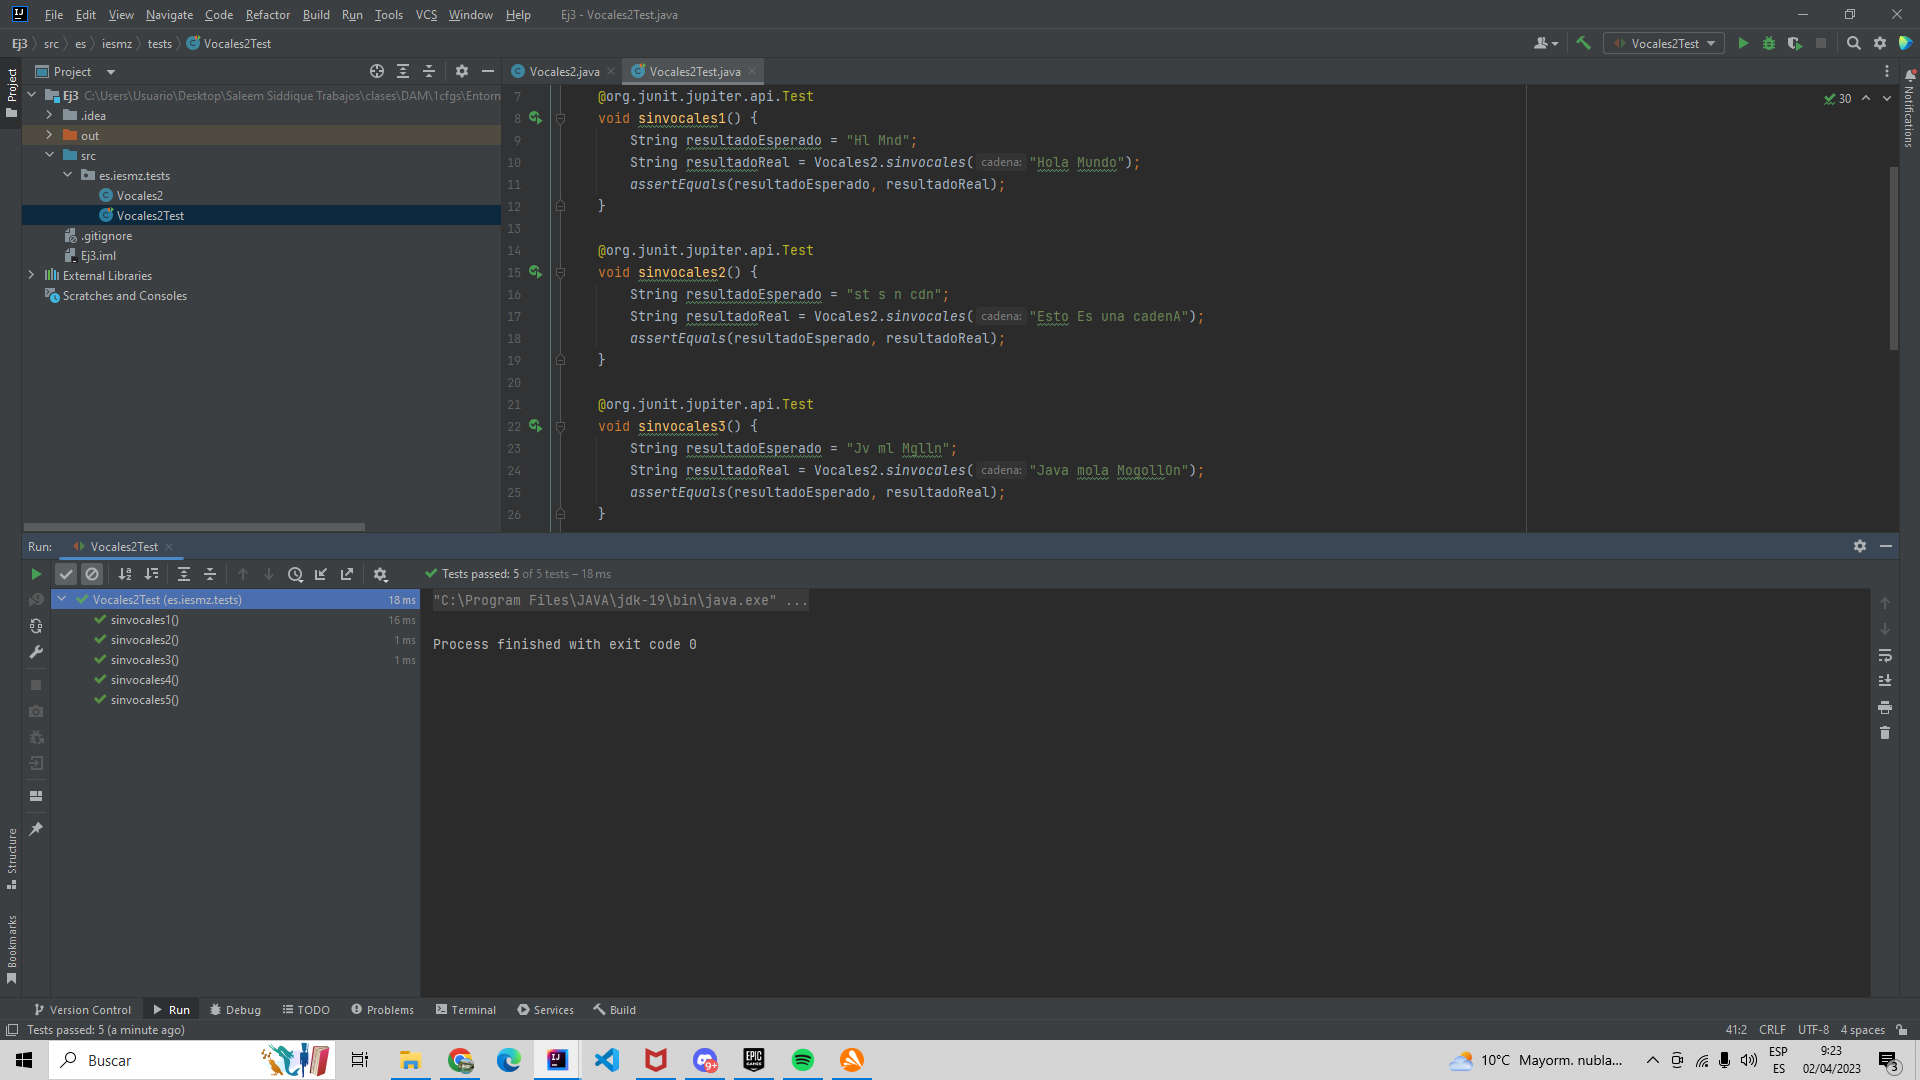 File Edit View Navigate Code Refactor Build Run Tools VCS Window Help Ej3 - Vocales2Test.java
Ej3 src es iesmz tests Vocales2Test
Vocales2Test
Project
Vocales2.java
Vocales2Test.java
Project
Notifications
Ej3 C:\Users\Usuario\Desktop\Saleem Siddique Trabajos\clases\DAM\1cfgs\Entorn
.idea
out
src
es.iesmz.tests
Vocales2
Vocales2Test
.gitignore
Ej3.iml
External Libraries
Scratches and Consoles
30
7 @org.junit.jupiter.api.Test
8 void sinvocales1() {
9 String resultadoEsperado = "Hl Mnd";
10 String resultadoReal = Vocales2.sinvocales( cadena: "Hola Mundo");
11 assertEquals(resultadoEsperado, resultadoReal);
12 }
13
14 @org.junit.jupiter.api.Test
15 void sinvocales2() {
16 String resultadoEsperado = "st s n cdn";
17 String resultadoReal = Vocales2.sinvocales( cadena: "Esto Es una cadenA");
18 assertEquals(resultadoEsperado, resultadoReal);
19 }
20
21 @org.junit.jupiter.api.Test
22 void sinvocales3() {
23 String resultadoEsperado = "Jv ml Mglln";
24 String resultadoReal = Vocales2.sinvocales( cadena: "Java mola MogollOn");
25 assertEquals(resultadoEsperado, resultadoReal);
26 }
Run: Vocales2Test
Tests passed: 5 of 5 tests – 18 ms
Vocales2Test (es.iesmz.tests) 18 ms
sinvocales1() 16 ms
sinvocales2() 1 ms
sinvocales3() 1 ms
sinvocales4()
sinvocales5()
"C:\Program Files\JAVA\jdk-19\bin\java.exe" ...
Process finished with exit code 0
Structure
Bookmarks
Version Control Run Debug TODO Problems Terminal Services Build
Tests passed: 5 (a minute ago)
41:2 CRLF UTF-8 4 spaces
Buscar
9+
EPIC GAMES
10°C Mayorm. nubla...
ESP
ES
9:23
02/04/2023
3